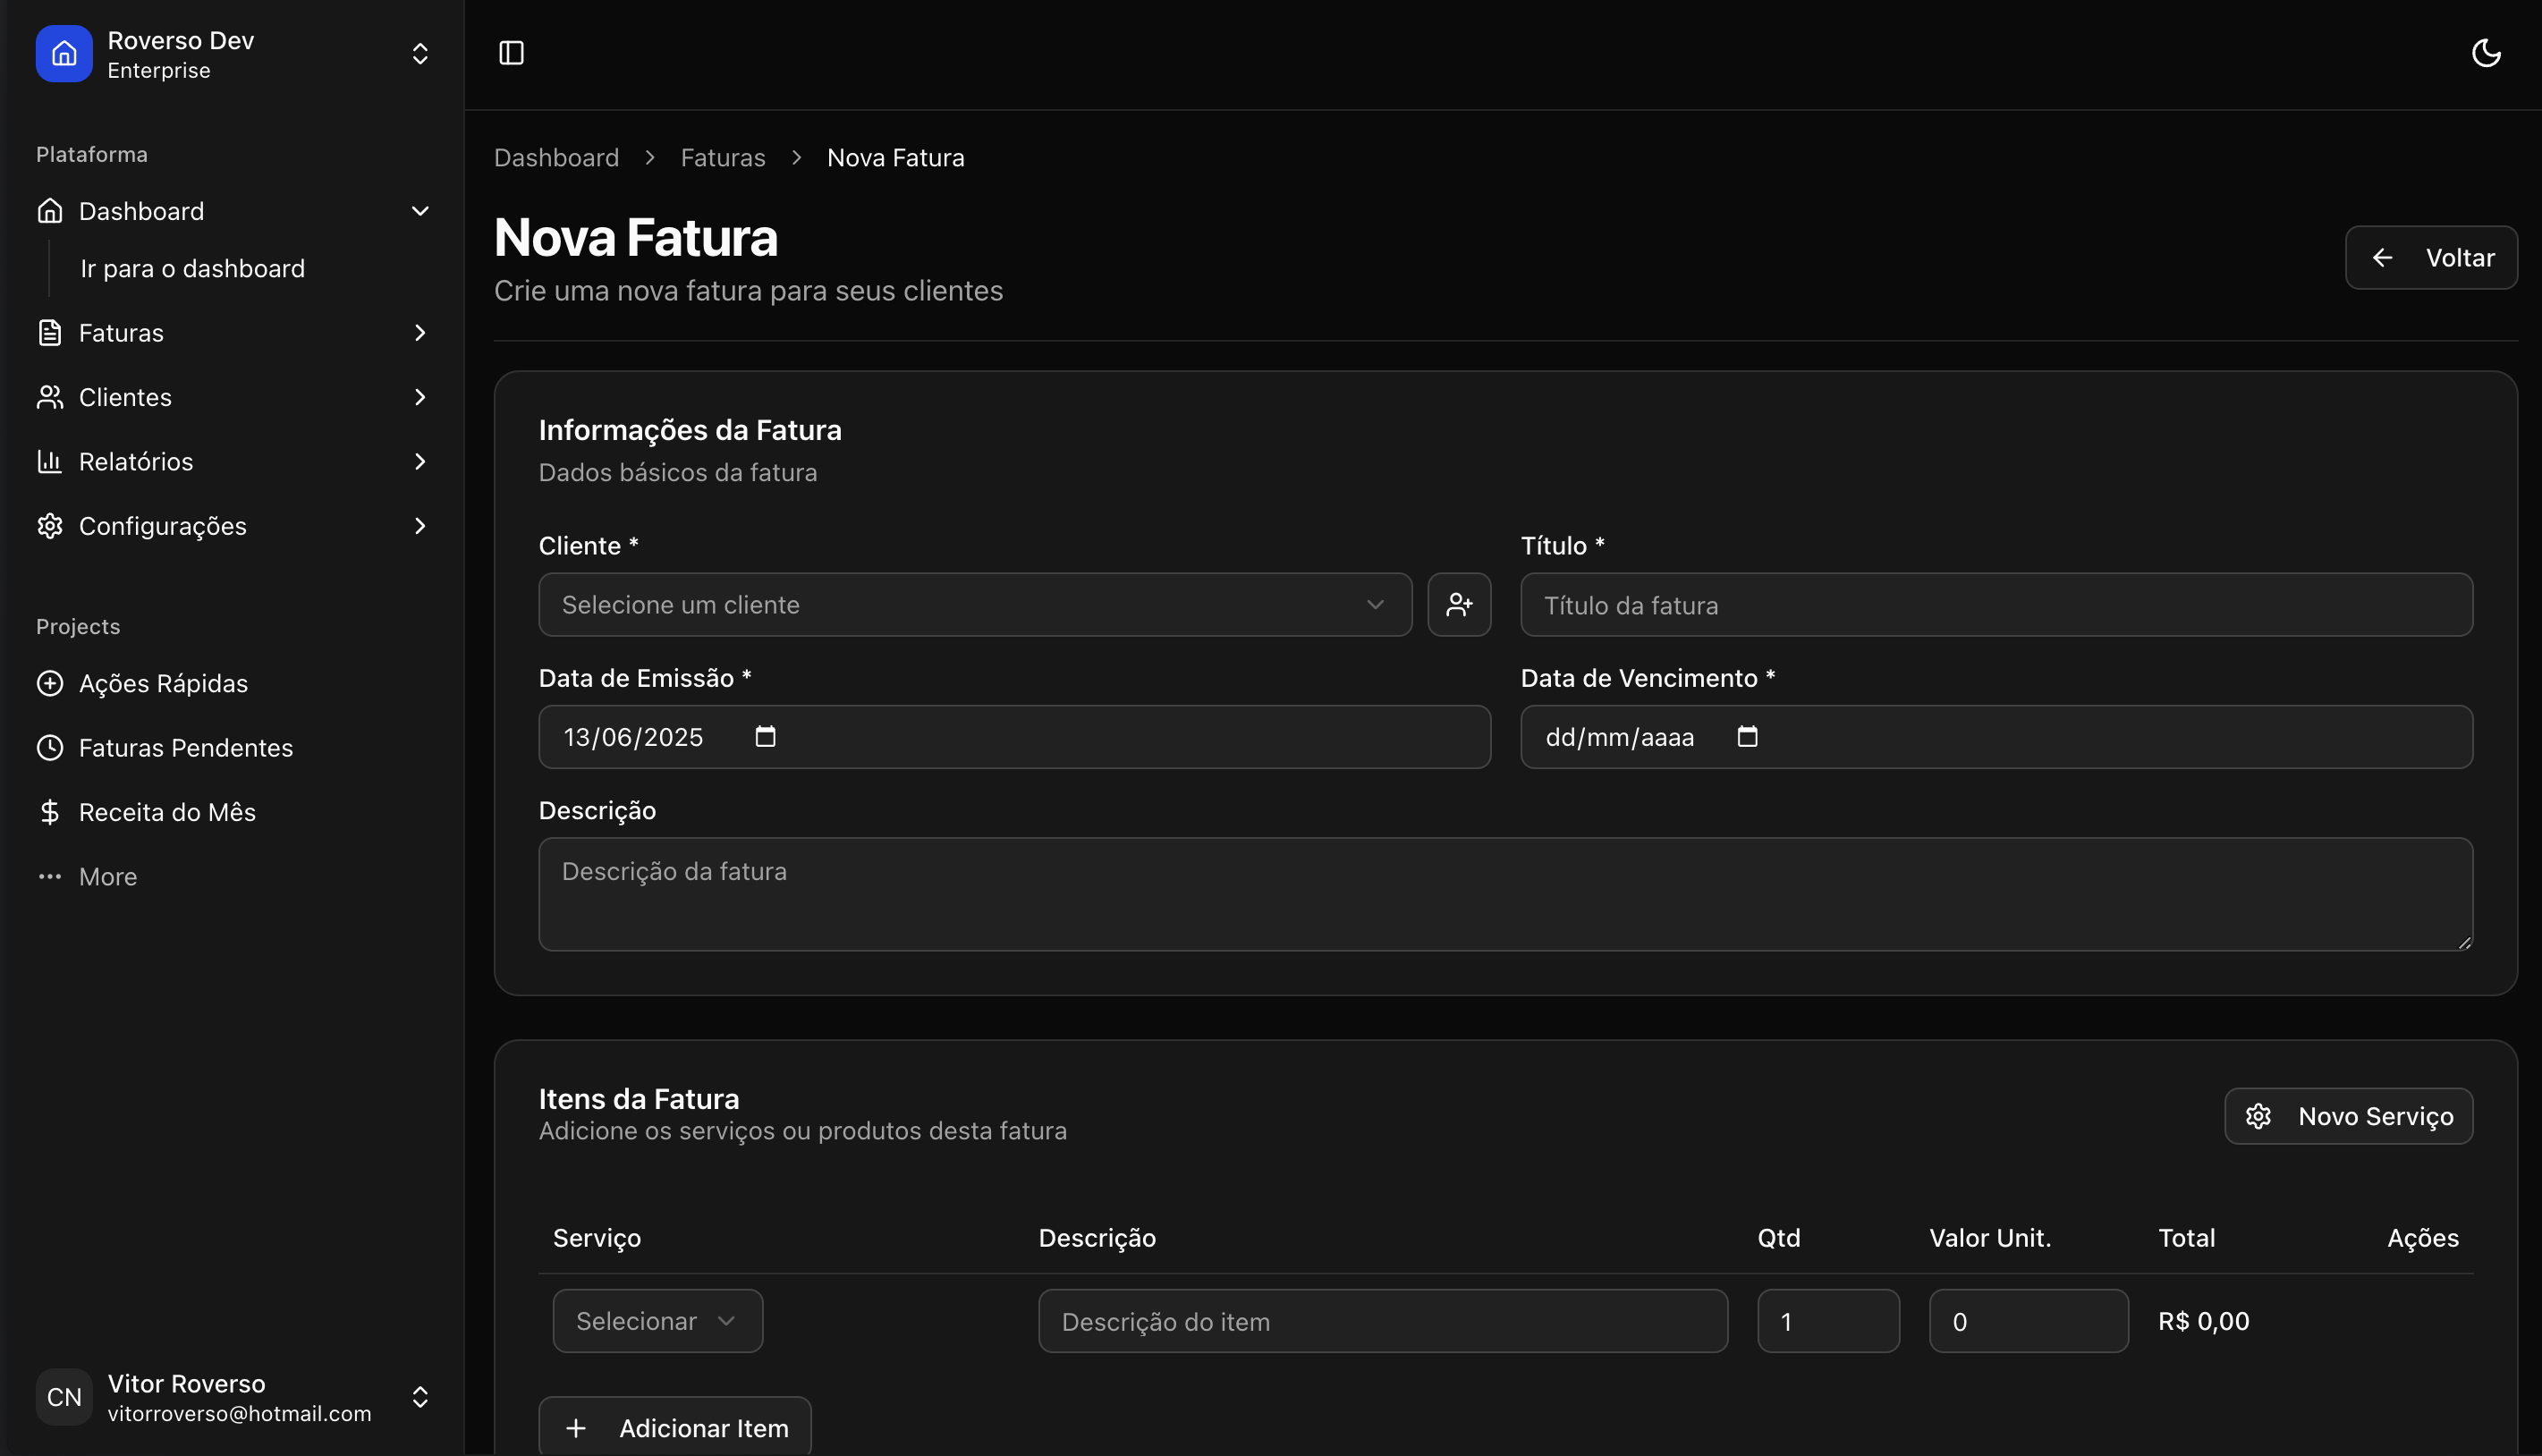 Roverso Dev
Enterprise
Plataforma
Dashboard
Ir para o dashboard
Faturas
Clientes
Relatórios
Configurações
Projects
Ações Rápidas
Faturas Pendentes
Receita do Mês
More
CN
Vitor Roverso
vitorroverso@hotmail.com
Dashboard > Faturas > Nova Fatura
Nova Fatura
Crie uma nova fatura para seus clientes
Voltar
Informações da Fatura
Dados básicos da fatura
Cliente * Título *
Selecione um cliente Título da fatura
Data de Emissão * Data de Vencimento *
13/06/2025 dd/mm/aaaa
Descrição
Descrição da fatura
Itens da Fatura
Adicione os serviços ou produtos desta fatura
Novo Serviço
Serviço Descrição Qtd Valor Unit. Total Ações
Selecionar Descrição do item 1 0 R$ 0,00
Adicionar Item